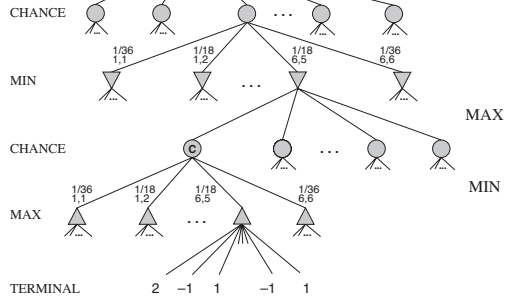 CHANCE ... ... ... ... ... ...
1/36 1/18 1/18 1/36
1,1 1,2 6,5 6,6
MIN ... ... ... ...
MAX
CHANCE C ... ... ... ...
MIN
1/36 1/18 1/18 1/36
1,1 1,2 6,5 6,6
MAX ... ... ... ...
TERMINAL 2 −1 1 −1 1